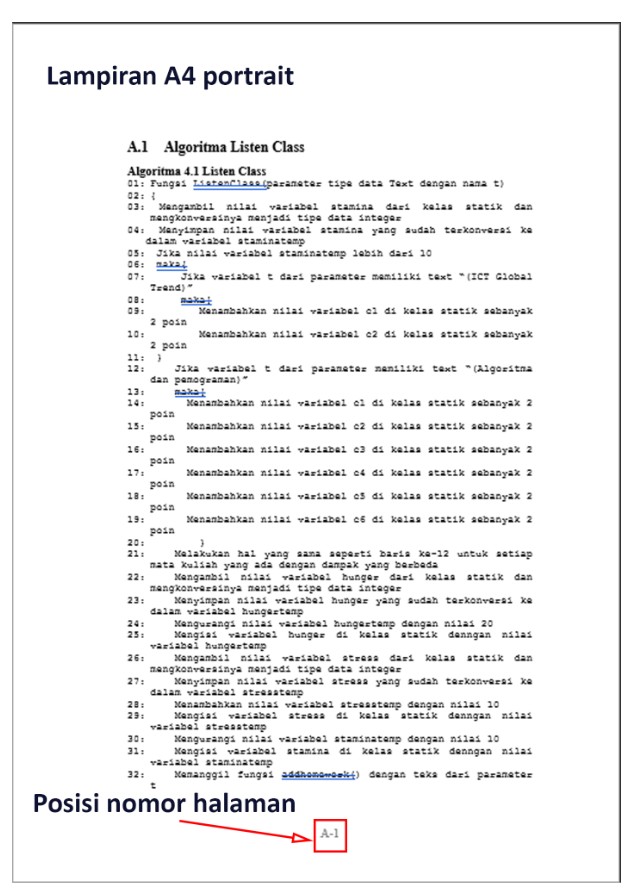 Lampiran A4 portrait
A.1 Algoritma Listen Class
Algoritma 4.1 Listen Class
01: Fungsi ListenClass(parameter tipe data Text dengan nama t)
02: {
03: Mengambil nilai variabel stamina dari kelas statik dan
mengkonversinya menjadi tipe data integer
04: Menyimpan nilai variabel stamina yang sudah terkonversi ke
dalam variabel staminatemp
05: Jika nilai variabel staminatemp lebih dari 10
06: maka{
07: Jika variabel t dari parameter memiliki text "(ICT Global
Trend)"
08: maka{
09: Menambahkan nilai variabel c1 di kelas statik sebanyak
2 poin
10: Menambahkan nilai variabel c2 di kelas statik sebanyak
2 poin
11: }
12: Jika variabel t dari parameter memiliki text "(Algoritma
dan pemograman)"
13: maka{
14: Menambahkan nilai variabel c1 di kelas statik sebanyak 2
poin
15: Menambahkan nilai variabel c2 di kelas statik sebanyak 2
poin
16: Menambahkan nilai variabel c3 di kelas statik sebanyak 2
poin
17: Menambahkan nilai variabel c4 di kelas statik sebanyak 2
poin
18: Menambahkan nilai variabel c5 di kelas statik sebanyak 2
poin
19: Menambahkan nilai variabel c6 di kelas statik sebanyak 2
poin
20: }
21: Melakukan hal yang sama seperti baris ke-12 untuk setiap
mata kuliah yang ada dengan dampak yang berbeda
22: Mengambil nilai variabel hunger dari kelas statik dan
mengkonversinya menjadi tipe data integer
23: Menyimpan nilai variabel hunger yang sudah terkonversi ke
dalam variabel hungertemp
24: Mengurangi nilai variabel hungertemp dengan nilai 20
25: Mengisi variabel hunger di kelas statik denngan nilai
variabel hungertemp
26: Mengambil nilai variabel stress dari kelas statik dan
mengkonversinya menjadi tipe data integer
27: Menyimpan nilai variabel stress yang sudah terkonversi ke
dalam variabel stresstemp
28: Menambahkan nilai variabel stresstemp dengan nilai 10
29: Mengisi variabel stress di kelas statik denngan nilai
variabel stresstemp
30: Mengurangi nilai variabel staminatemp dengan nilai 10
31: Mengisi variabel stamina di kelas statik denngan nilai
variabel staminatemp
32: Memanggil fungsi addhomework() dengan teks dari parameter
t
Posisi nomor halaman
A-1